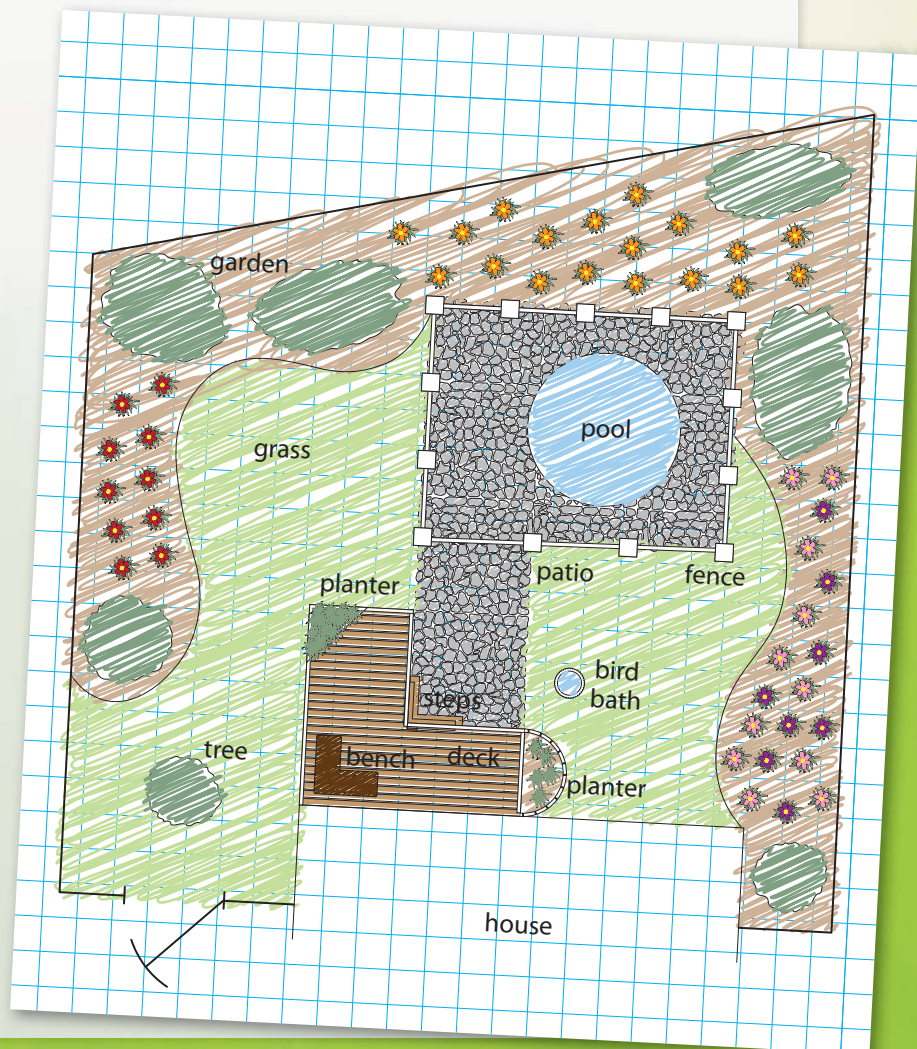 garden
pool
grass
patio
fence
planter
bird
bath
steps
tree
bench
deck
planter
house